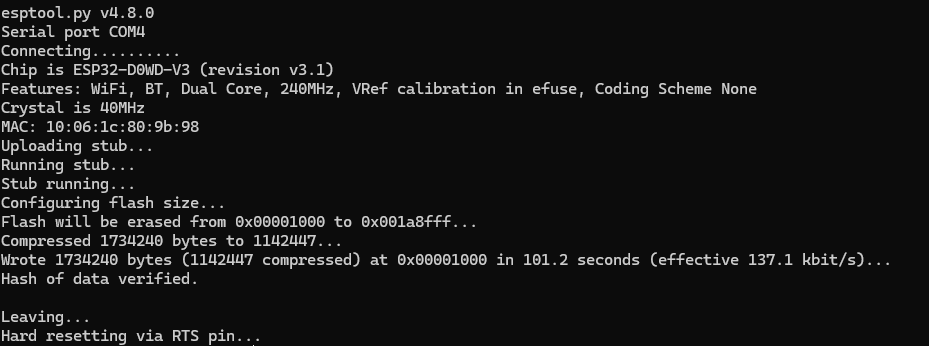 esptool.py v4.8.0
Serial port COM4
Connecting..........
Chip is ESP32-D0WD-V3 (revision v3.1)
Features: WiFi, BT, Dual Core, 240MHz, VRef calibration in efuse, Coding Scheme None
Crystal is 40MHz
MAC: 10:06:1c:80:9b:98
Uploading stub...
Running stub...
Stub running...
Configuring flash size...
Flash will be erased from 0x00001000 to 0x001a8fff...
Compressed 1734240 bytes to 1142447...
Wrote 1734240 bytes (1142447 compressed) at 0x00001000 in 101.2 seconds (effective 137.1 kbit/s)...
Hash of data verified.

Leaving...
Hard resetting via RTS pin...